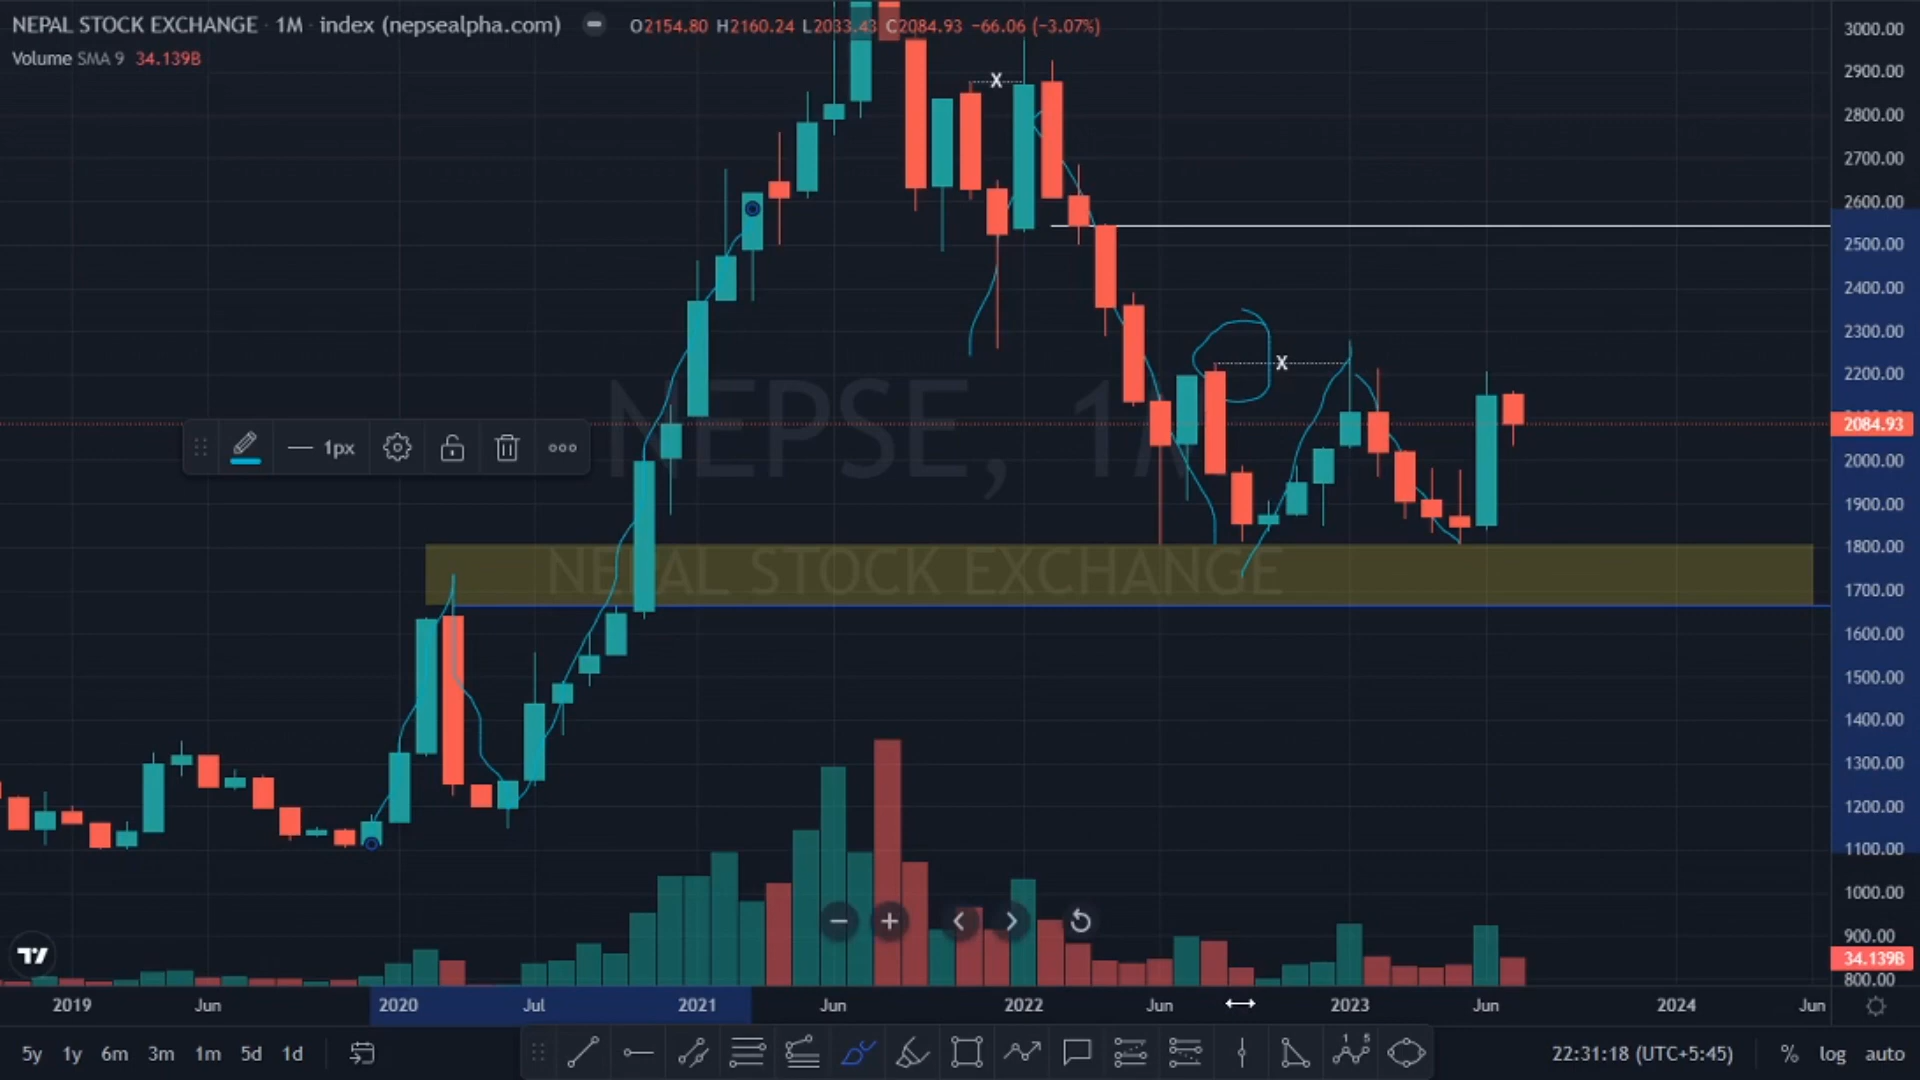 NEPAL STOCK EXCHANGE · 1M · index (nepsealpha.com) O2154.80 H2160.24 L2033.43 C2084.93 −66.06 (−3.07%)
Volume SMA 9 34.139B
3000.00
2900.00
X
2800.00
2700.00
2600.00
2500.00
2400.00
2300.00
X
2200.00
2084.93
NEPSE, 1M
1px
2000.00
1900.00
1800.00
NEPAL STOCK EXCHANGE
1700.00
1600.00
1500.00
1400.00
1300.00
1200.00
1100.00
1000.00
900.00
34.139B
800.00
2019 Jun 2020 Jul 2021 Jun 2022 Jun 2023 Jun 2024 Jun
5y 1y 6m 3m 1m 5d 1d 22:31:18 (UTC+5:45) % log auto